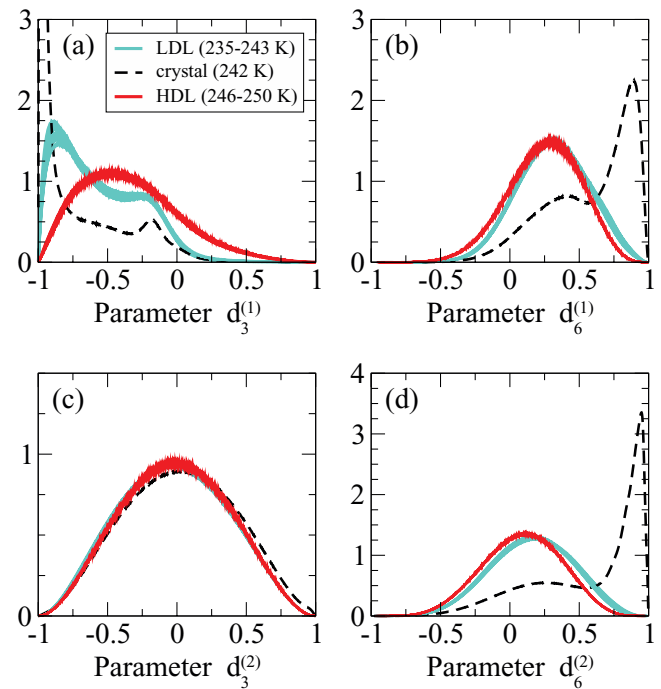 (a)
LDL (235-243 K)
crystal (242 K)
HDL (246-250 K)
3
2
1
0
-1 -0.5 0 0.5 1
Parameter d₃⁽¹⁾
(b)
3
2
1
0
-1 -0.5 0 0.5 1
Parameter d₆⁽¹⁾
(c)
1
0
-1 -0.5 0 0.5 1
Parameter d₃⁽²⁾
(d)
4
3
2
1
0
-1 -0.5 0 0.5 1
Parameter d₆⁽²⁾